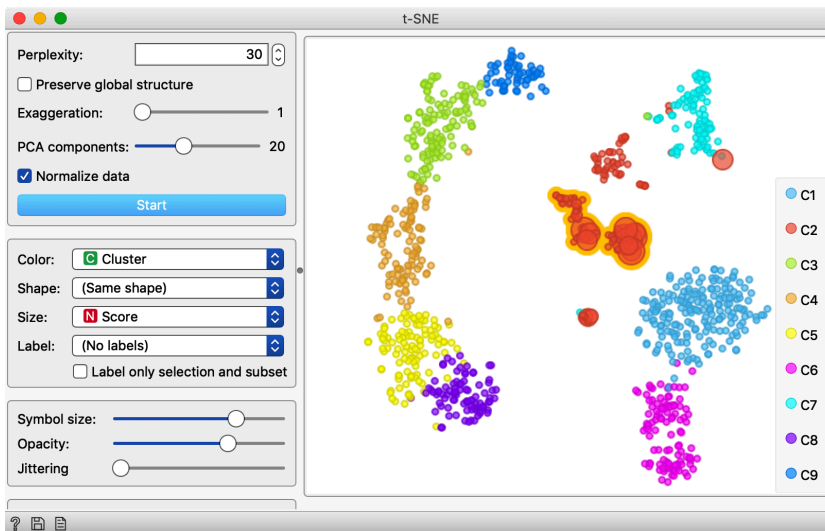 t-SNE
Perplexity: 30
Preserve global structure
Exaggeration: 1
PCA components: 20
Normalize data
Start
Color: C Cluster
Shape: (Same shape)
Size: N Score
Label: (No labels)
Label only selection and subset
Symbol size:
Opacity:
Jittering
C1
C2
C3
C4
C5
C6
C7
C8
C9
?